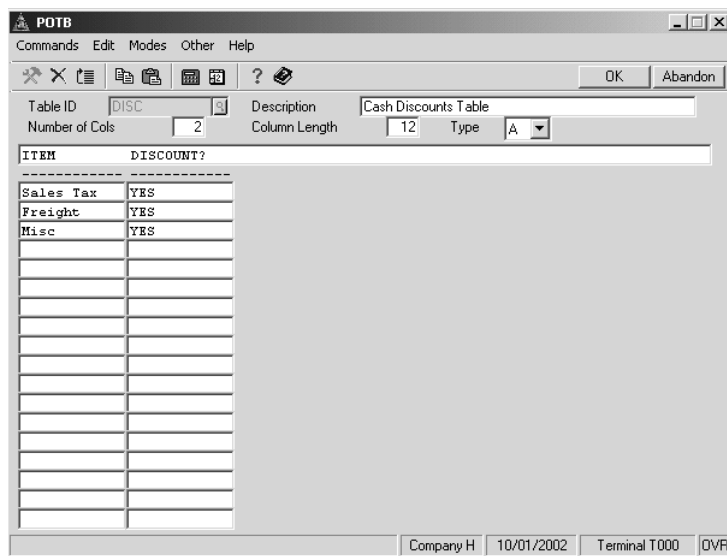 POTB
Commands Edit Modes Other Help
OK Abandon
Table ID DISC Description Cash Discounts Table
Number of Cols 2 Column Length 12 Type A
ITEM DISCOUNT?
------------ ------------
Sales Tax YES
Freight YES
Misc YES
Company H 10/01/2002 Terminal T000 OVR